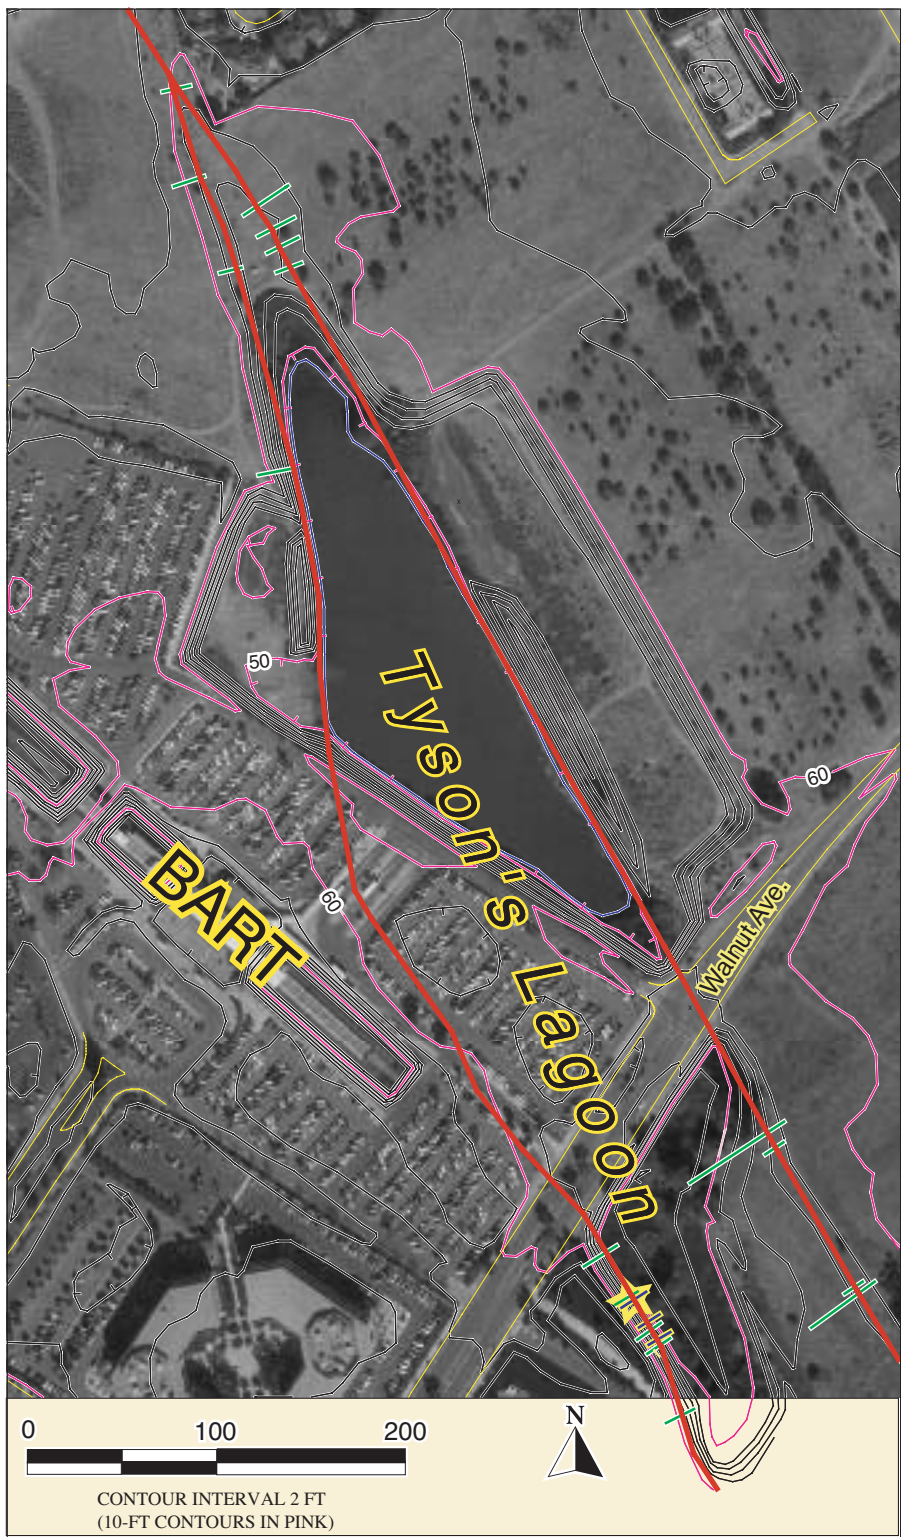 50
Tyson's Lagoon
60
BART
60
Walnut Ave.
0 100 200
N
CONTOUR INTERVAL 2 FT
(10-FT CONTOURS IN PINK)